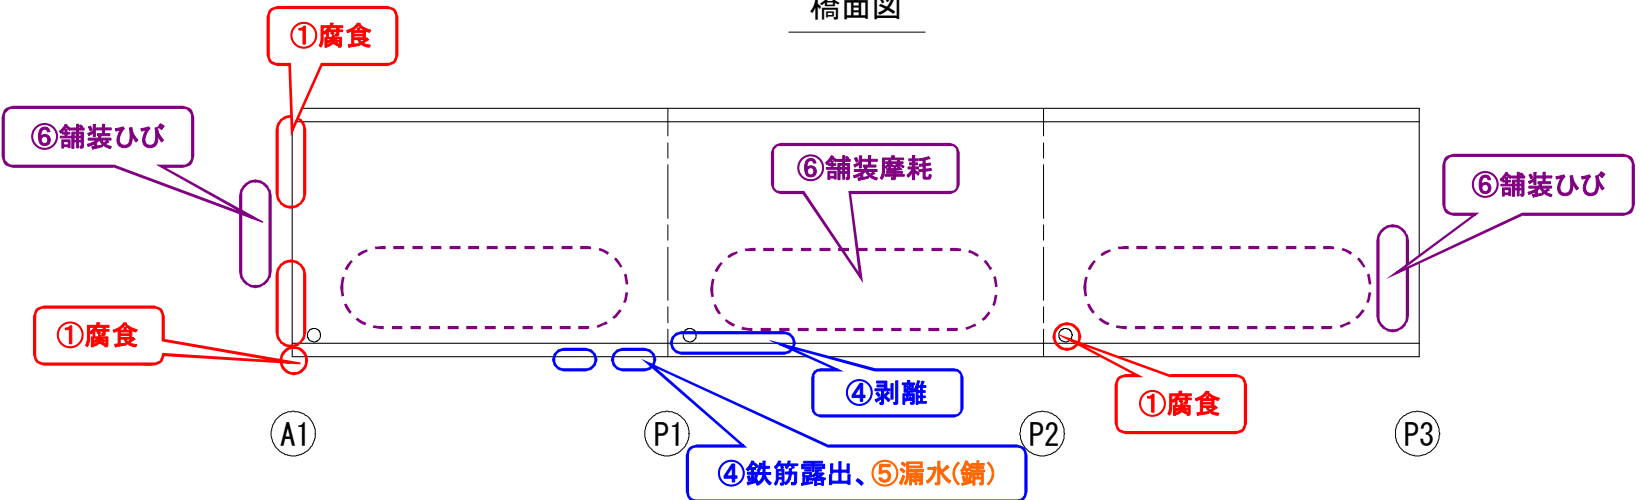 橋面図
①腐食
⑥舗装ひび
⑥舗装摩耗
⑥舗装ひび
①腐食
④剥離
①腐食
A1
P1
P2
P3
④鉄筋露出、⑤漏水(錆)